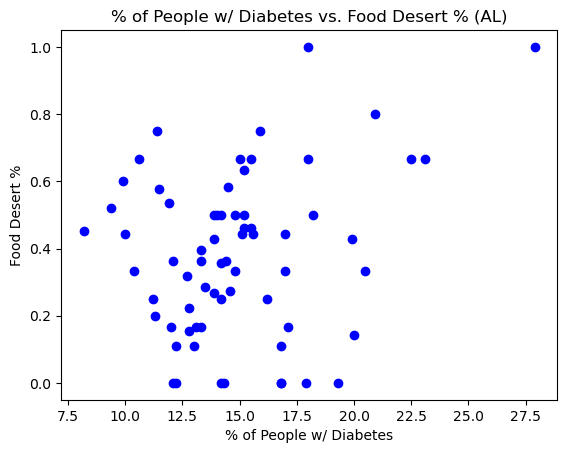 % of People w/ Diabetes vs. Food Desert % (AL)
1.0
0.8
0.6
0.4
0.2
0.0
Food Desert %
7.5 10.0 12.5 15.0 17.5 20.0 22.5 25.0 27.5
% of People w/ Diabetes